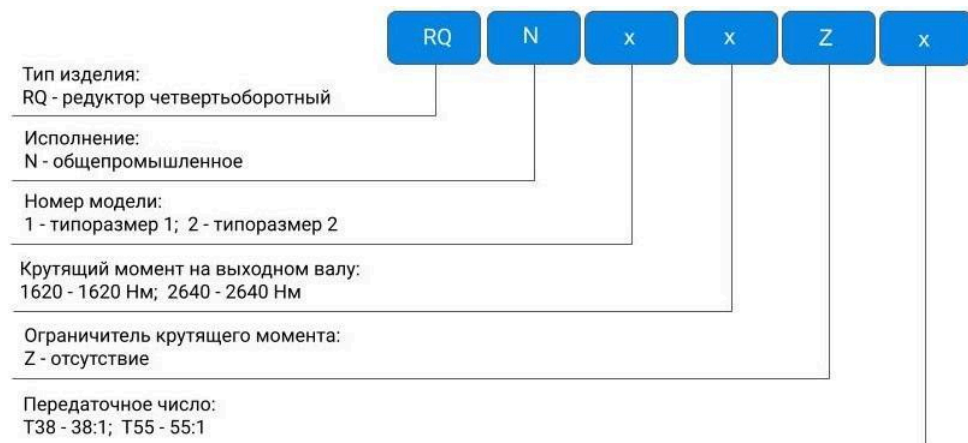 RQ N x x Z x
Тип изделия:
RQ - редуктор четвертьоборотный
Исполнение:
N - общепромышленное
Номер модели:
1 - типоразмер 1; 2 - типоразмер 2
Крутящий момент на выходном валу:
1620 - 1620 Нм; 2640 - 2640 Нм
Ограничитель крутящего момента:
Z - отсутствие
Передаточное число:
T38 - 38:1; T55 - 55:1